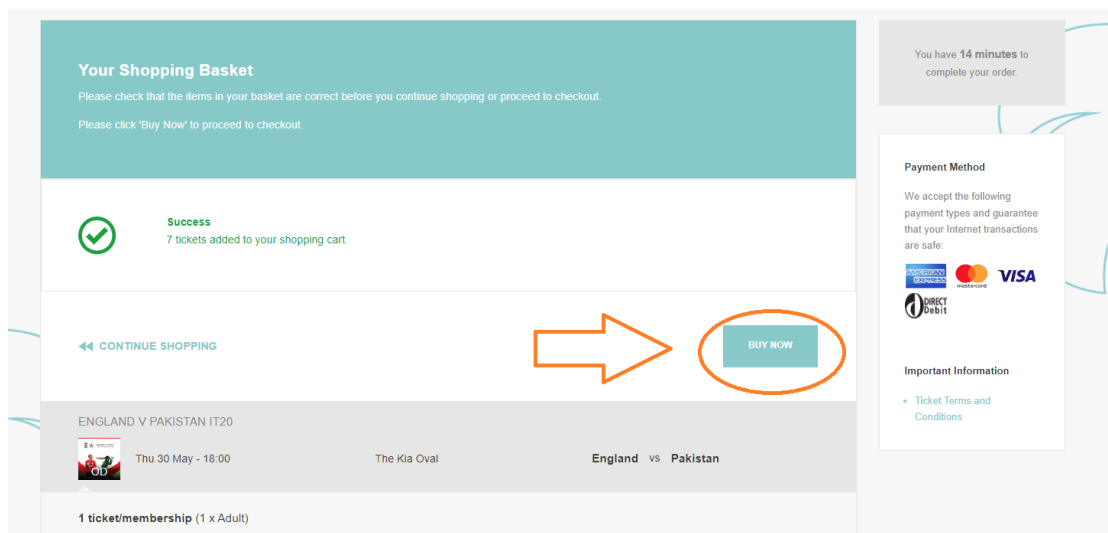 Your Shopping Basket
Please check that the items in your basket are correct before you continue shopping or proceed to checkout.
Please click 'Buy Now' to proceed to checkout.
Success
7 tickets added to your shopping cart.
CONTINUE SHOPPING
BUY NOW
ENGLAND V PAKISTAN IT20
OD
Thu 30 May - 18:00
The Kia Oval
England vs Pakistan
1 ticket/membership (1 x Adult)
You have 14 minutes to
complete your order.
Payment Method
We accept the following
payment types and guarantee
that your Internet transactions
are safe:
AMERICAN
EXPRESS
mastercard
VISA
DIRECT
Debit
Important Information
Ticket Terms and
Conditions